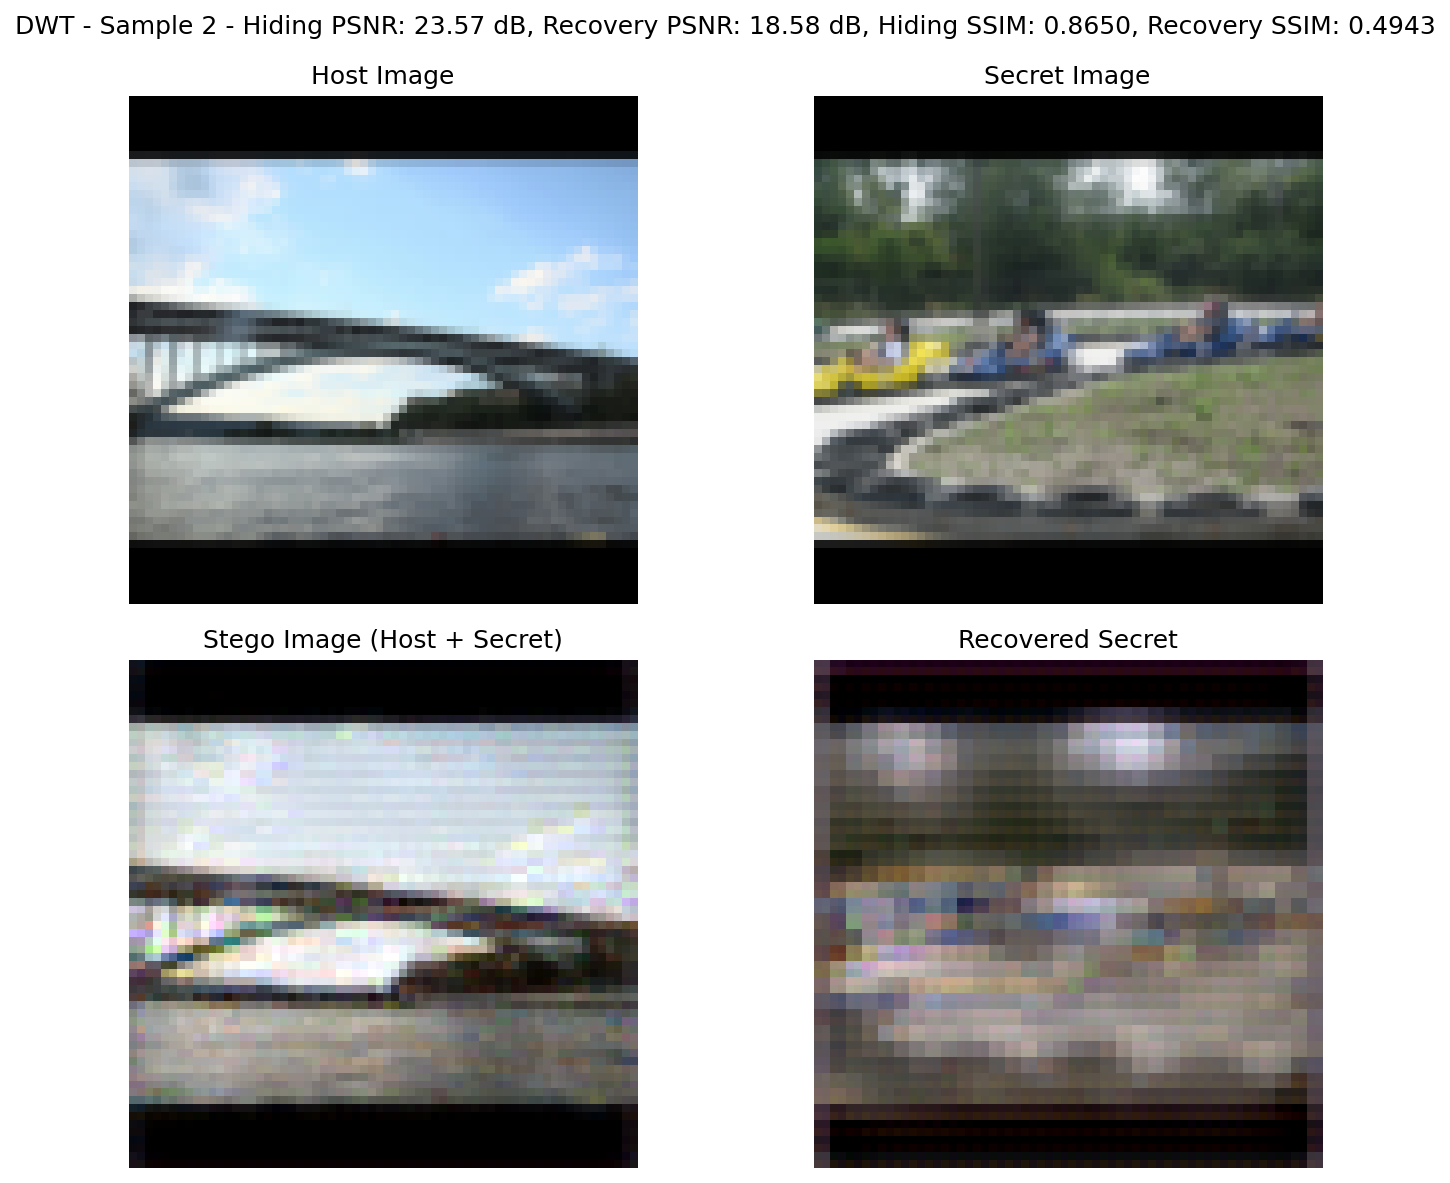 DWT - Sample 2 - Hiding PSNR: 23.57 dB, Recovery PSNR: 18.58 dB, Hiding SSIM: 0.8650, Recovery SSIM: 0.4943
Host Image
Secret Image
Stego Image (Host + Secret)
Recovered Secret